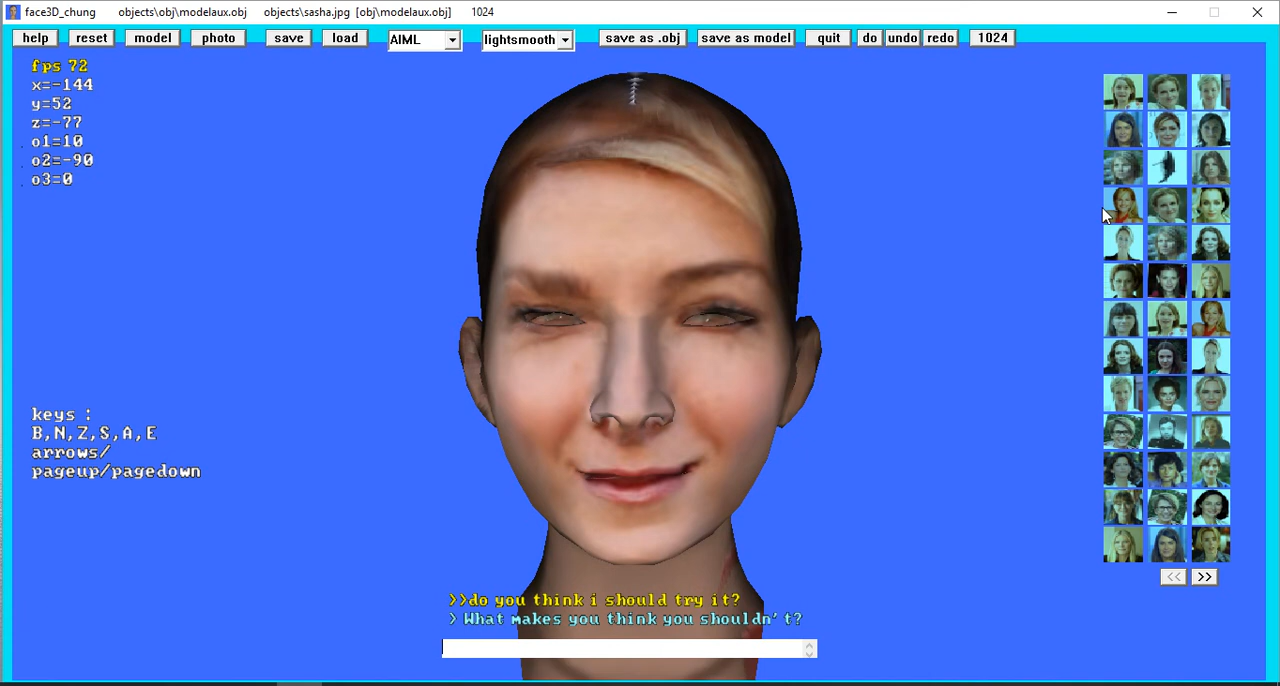 face3D_chung objects\obj\modelaux.obj objects\sasha.jpg [obj\modelaux.obj] 1024
help reset model photo save load AIML lightsmooth save as .obj save as model quit do undo redo 1024
fps 72
x=-144
y=52
z=-77
o1=10
o2=-90
o3=0
keys :
B,N,Z,S,A,E
arrows/
pageup/pagedown
<< >>
>>do you think i should try it?
> What makes you think you shouldn't?